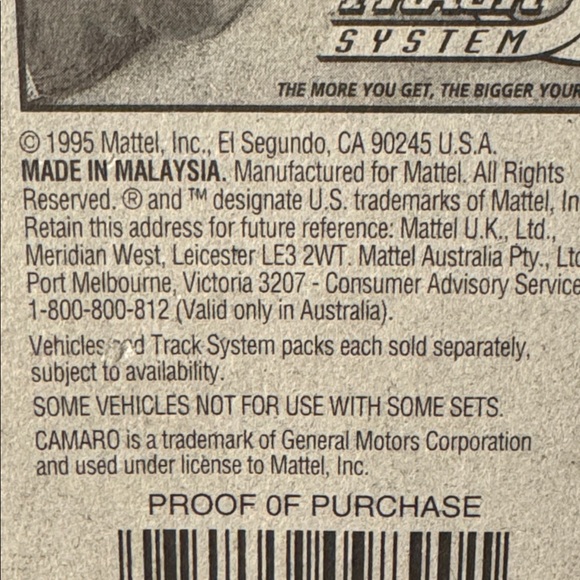 TRACK
SYSTEM
THE MORE YOU GET, THE BIGGER YOUR
© 1995 Mattel, Inc., El Segundo, CA 90245 U.S.A.
MADE IN MALAYSIA. Manufactured for Mattel. All Rights
Reserved. ® and ™ designate U.S. trademarks of Mattel, In
Retain this address for future reference: Mattel U.K., Ltd.,
Meridian West, Leicester LE3 2WT. Mattel Australia Pty., Ltd
Port Melbourne, Victoria 3207 - Consumer Advisory Service
1-800-800-812 (Valid only in Australia).
Vehicles and Track System packs each sold separately,
subject to availability.
SOME VEHICLES NOT FOR USE WITH SOME SETS.
CAMARO is a trademark of General Motors Corporation
and used under license to Mattel, Inc.
PROOF OF PURCHASE